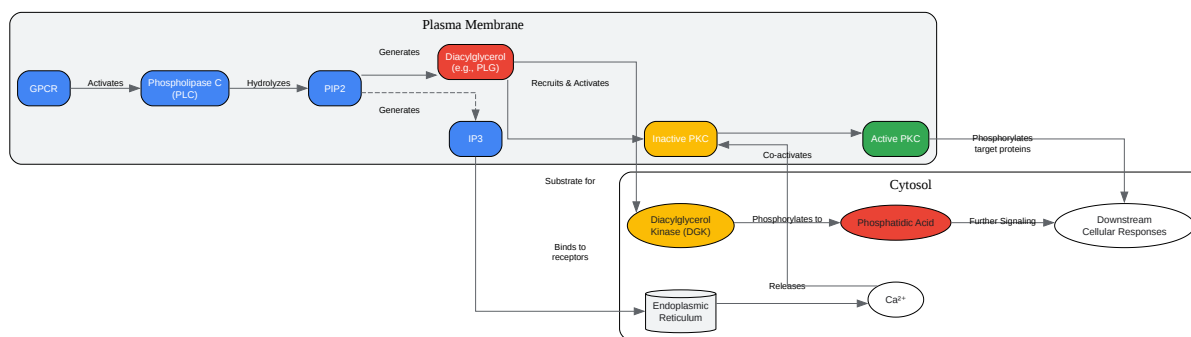 Plasma Membrane
GPCR
Activates
Phospholipase C
(PLC)
Hydrolyzes
PIP2
Generates
Generates
Diacylglycerol
(e.g., PLG)
IP3
Recruits & Activates
Inactive PKC
Co-activates
Active PKC
Phosphorylates
target proteins
Cytosol
Substrate for
Diacylglycerol
Kinase (DGK)
Phosphorylates to
Phosphatidic Acid
Further Signaling
Downstream
Cellular Responses
Binds to
receptors
Endoplasmic
Reticulum
Releases
Ca²⁺